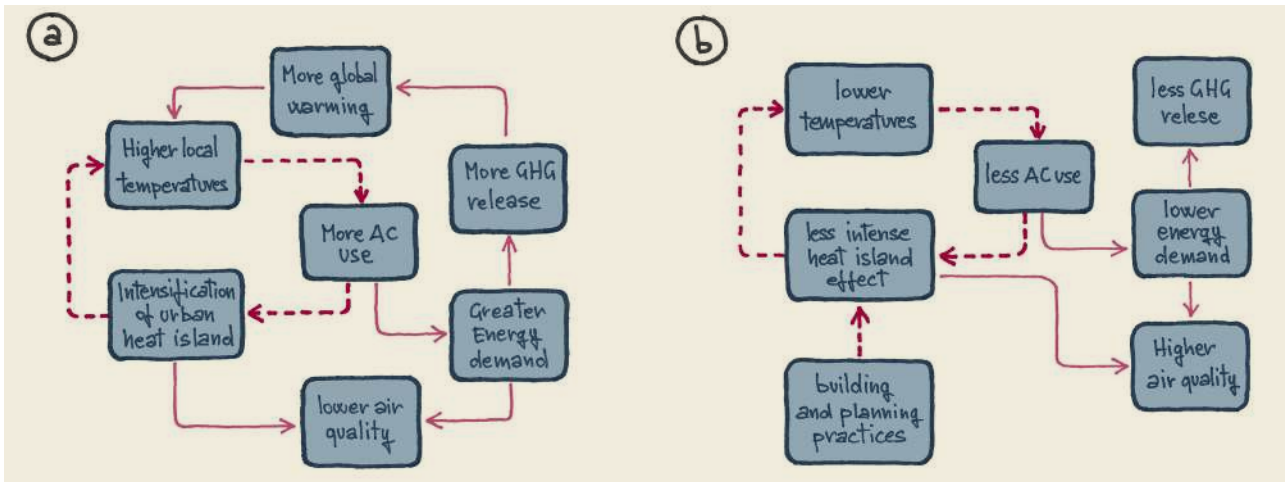 a
More global
warming
Higher local
temperatures
More AC
use
More GHG
release
Intensification
of urban
heat island
Greater
Energy
demand
lower air
quality
b
lower
temperatures
less GHG
relese
less AC use
less intense
heat island
effect
lower
energy
demand
building
and planning
practices
Higher
air quality